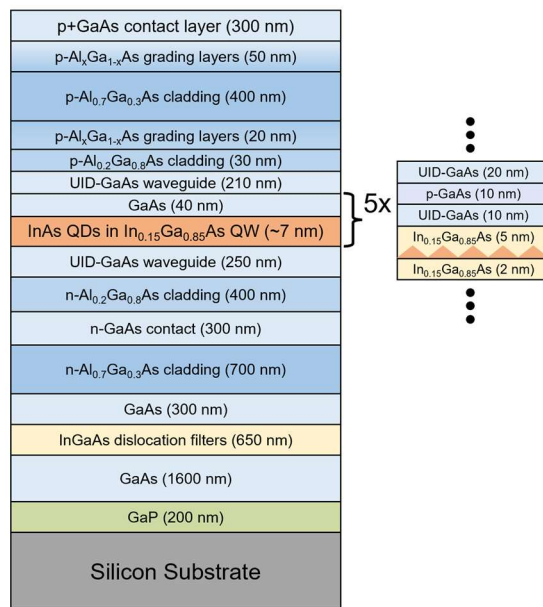 p+GaAs contact layer (300 nm)
p-AlₓGa₁₋ₓAs grading layers (50 nm)
p-Al₀.₇Ga₀.₃As cladding (400 nm)
p-AlₓGa₁₋ₓAs grading layers (20 nm)
p-Al₀.₂Ga₀.₈As cladding (30 nm)
UID-GaAs waveguide (210 nm)
GaAs (40 nm)
InAs QDs in In₀.₁₅Ga₀.₈₅As QW (~7 nm)
5x
UID-GaAs waveguide (250 nm)
n-Al₀.₂Ga₀.₈As cladding (400 nm)
n-GaAs contact (300 nm)
n-Al₀.₇Ga₀.₃As cladding (700 nm)
GaAs (300 nm)
InGaAs dislocation filters (650 nm)
GaAs (1600 nm)
GaP (200 nm)
Silicon Substrate
UID-GaAs (20 nm)
p-GaAs (10 nm)
UID-GaAs (10 nm)
In₀.₁₅Ga₀.₈₅As (5 nm)
In₀.₁₅Ga₀.₈₅As (2 nm)